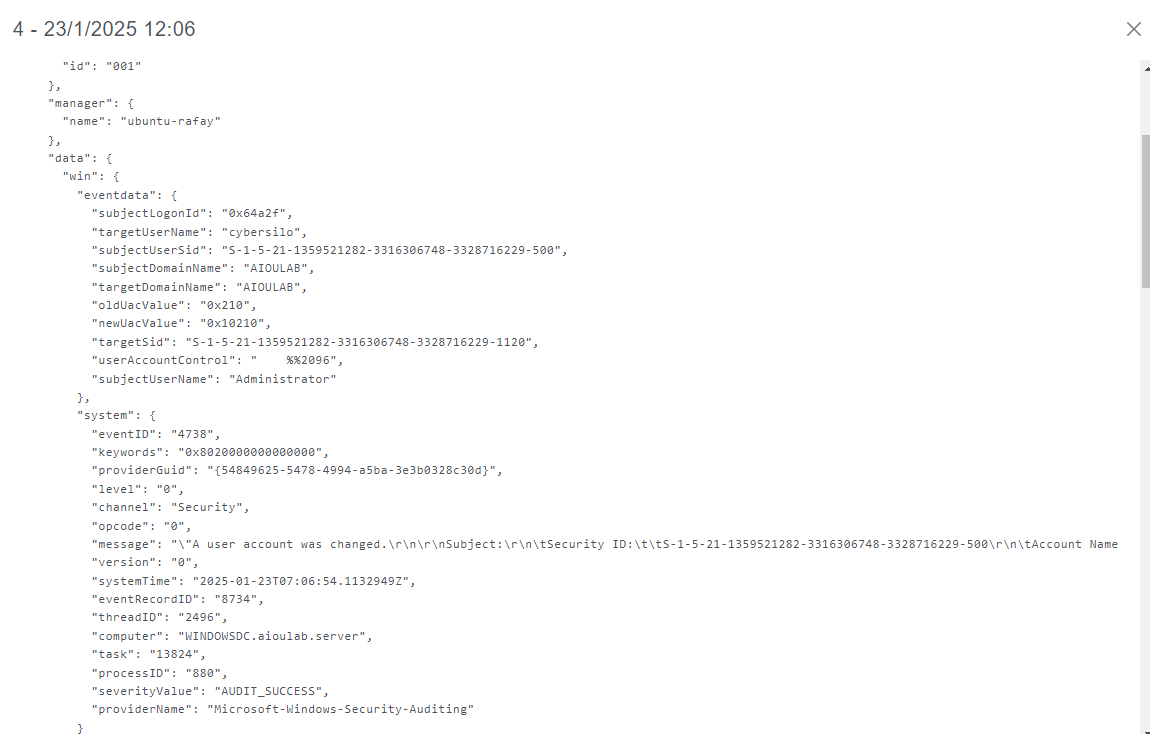 4 - 23/1/2025 12:06
"id": "001"
},
"manager": {
"name": "ubuntu-rafay"
},
"data": {
"win": {
"eventdata": {
"subjectLogonId": "0x64a2f",
"targetUserName": "cybersilo",
"subjectUserSid": "S-1-5-21-1359521282-3316306748-3328716229-500",
"subjectDomainName": "AIOULAB",
"targetDomainName": "AIOULAB",
"oldUacValue": "0x210",
"newUacValue": "0x10210",
"targetSid": "S-1-5-21-1359521282-3316306748-3328716229-1120",
"userAccountControl": "    %%2096",
"subjectUserName": "Administrator"
},
"system": {
"eventID": "4738",
"keywords": "0x8020000000000000",
"providerGuid": "{54849625-5478-4994-a5ba-3e3b0328c30d}",
"level": "0",
"channel": "Security",
"opcode": "0",
"message": "\"A user account was changed.\r\n\r\nSubject:\r\n\tSecurity ID:\t\tS-1-5-21-1359521282-3316306748-3328716229-500\r\n\tAccount Name
"version": "0",
"systemTime": "2025-01-23T07:06:54.1132949Z",
"eventRecordID": "8734",
"threadID": "2496",
"computer": "WINDOWSDC.aioulab.server",
"task": "13824",
"processID": "880",
"severityValue": "AUDIT_SUCCESS",
"providerName": "Microsoft-Windows-Security-Auditing"
}